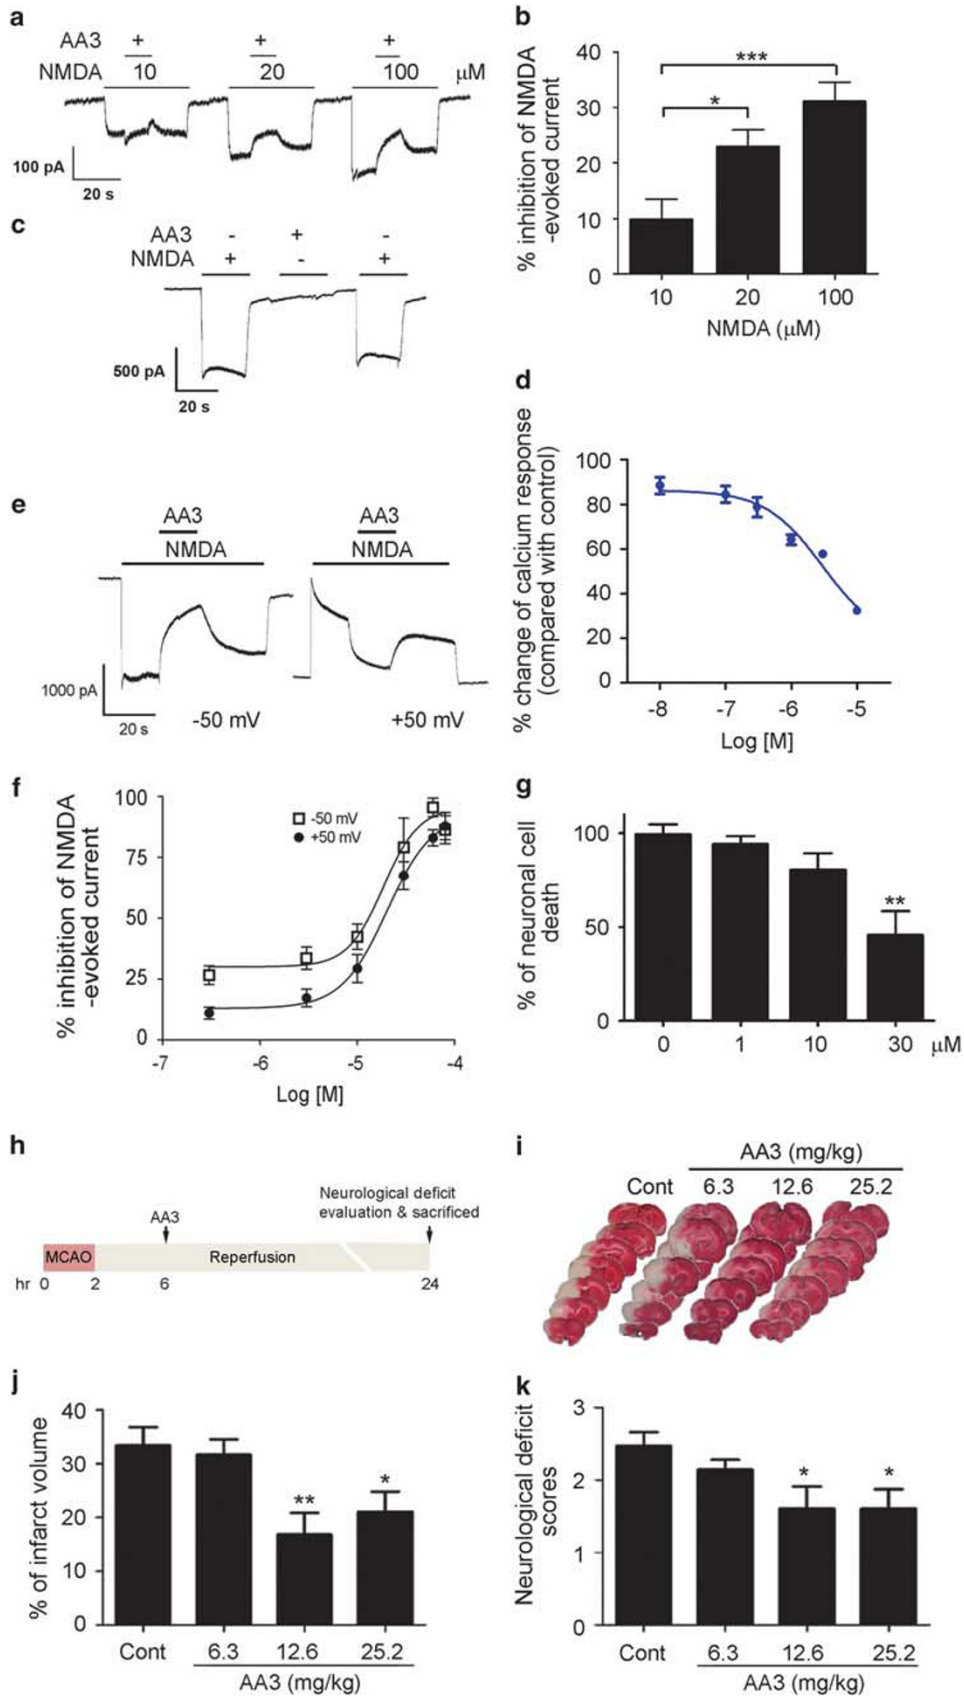 a
AA3 + + +
NMDA 10 20 100 μM
100 pA
20 s
b
% inhibition of NMDA
-evoked current
40
30
20
10
0
***
*
10 20 100
NMDA (μM)
c
AA3 - + -
NMDA + - +
500 pA
20 s
d
% change of calcium response
(compared with control)
100
80
60
40
20
0
-8 -7 -6 -5
Log [M]
e
AA3 AA3
NMDA NMDA
1000 pA
20 s
-50 mV +50 mV
f
% inhibition of NMDA
-evoked current
100
75
50
25
0
-50 mV
+50 mV
-7 -6 -5 -4
Log [M]
g
% of neuronal cell
death
100
50
0
**
0 1 10 30 μM
h
Neurological deficit
evaluation & sacrificed
AA3
MCAO Reperfusion
hr 0 2 6 24
i
AA3 (mg/kg)
Cont 6.3 12.6 25.2
j
% of infarct volume
40
30
20
10
0
**
*
Cont 6.3 12.6 25.2
AA3 (mg/kg)
k
Neurological deficit
scores
3
2
1
0
* *
Cont 6.3 12.6 25.2
AA3 (mg/kg)